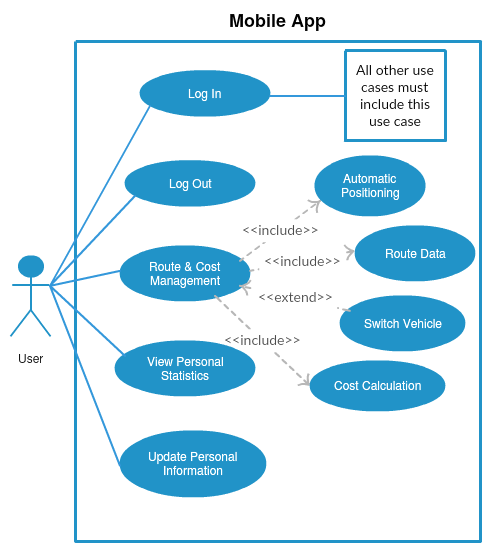 Mobile App
Log In
All other use
cases must
include this
use case
Log Out
Automatic
Positioning
<<include>>
Route & Cost
Management
<<include>>
Route Data
<<extend>>
Switch Vehicle
<<include>>
User
View Personal
Statistics
Cost Calculation
Update Personal
Information